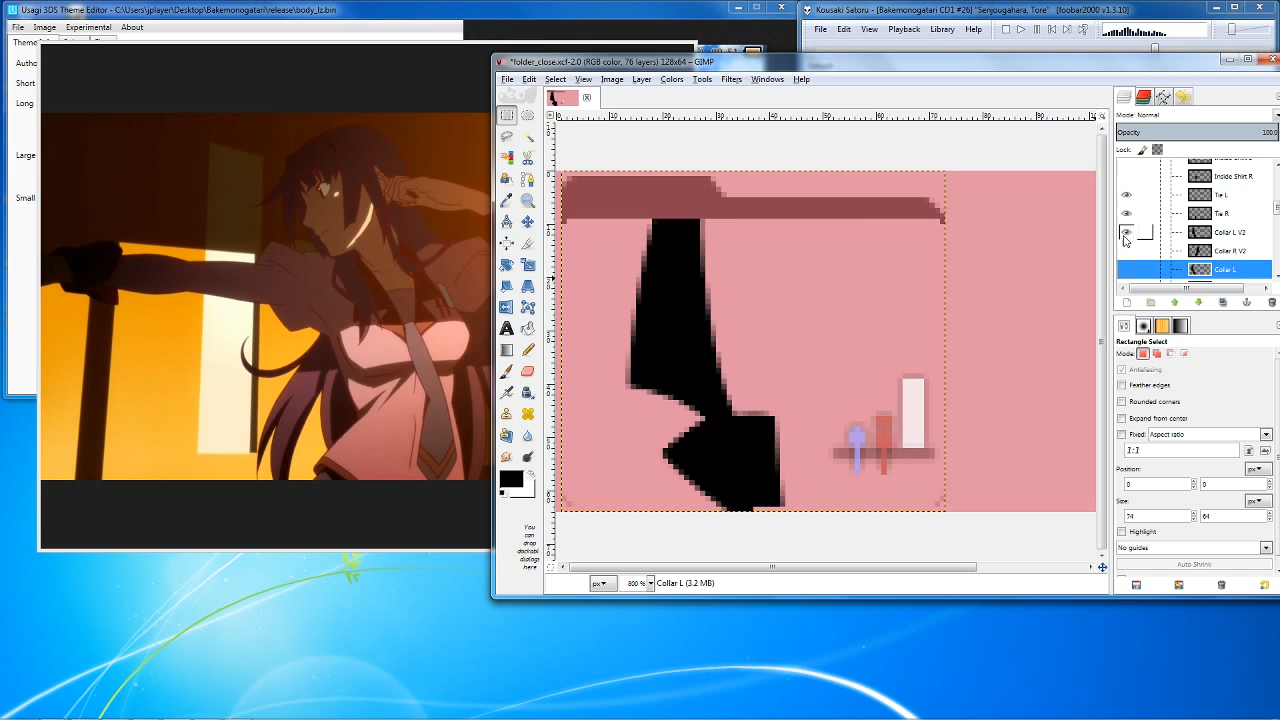 Usagi 3DS Theme Editor - C:\Users\jplayer\Desktop\Bakemonogatari\release\body_lz.bin
File Image Experimental About
Autho
Short
Long
Large
Small
Kousaki Satoru - [Bakemonogatari CD1 #26] "Senjougahara, Tore" [foobar2000 v1.3.10]
File Edit View Playback Library Help
*folder_close.xcf-2.0 (RGB color, 76 layers) 128x64 – GIMP
File Edit Select View Image Layer Colors Tools Filters Windows Help
Mode: Normal
Opacity 100.0
Lock:
Inside Shirt R
Tie L
Tie R
Collar L V2
Collar R V2
Collar L
Rectangle Select
Mode:
Antialiasing
Feather edges
Rounded corners
Expand from center
Fixed: Aspect ratio
1:1
Position: px
0 0
Size: px
74 64
Highlight
No guides
Auto Shrink
You can drop dockable dialogs here
px 800 % Collar L (3.2 MB)